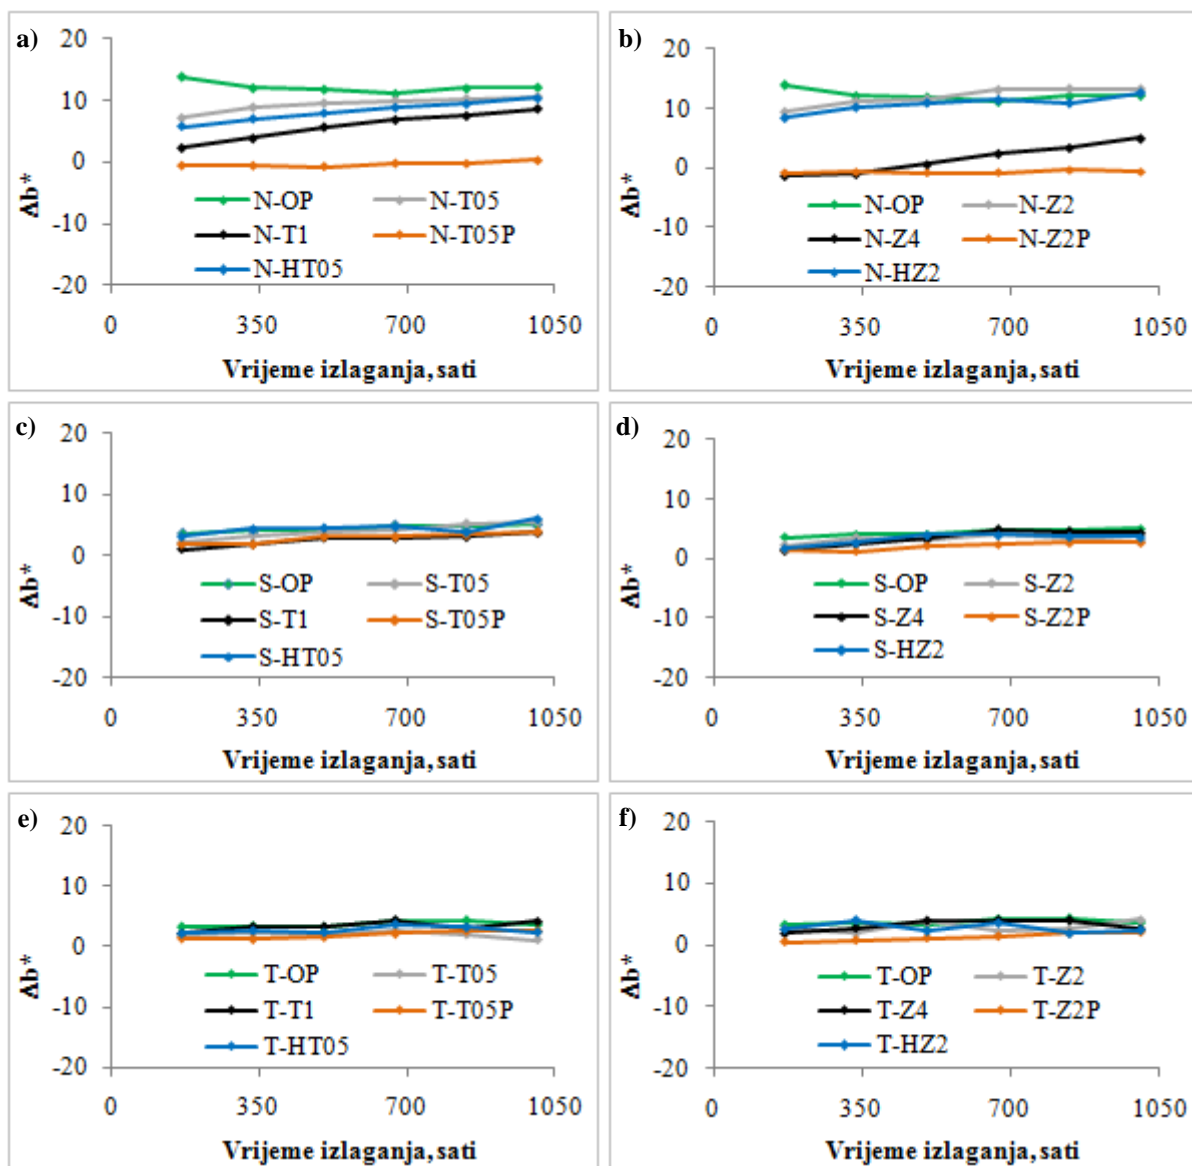 a)
20
10
0
-10
-20
Δb*
N-OP N-T05
N-T1 N-T05P
N-HT05
0 350 700 1050
Vrijeme izlaganja, sati
b)
20
10
0
-10
-20
Δb*
N-OP N-Z2
N-Z4 N-Z2P
N-HZ2
0 350 700 1050
Vrijeme izlaganja, sati
c)
20
10
0
-10
-20
Δb*
S-OP S-T05
S-T1 S-T05P
S-HT05
0 350 700 1050
Vrijeme izlaganja, sati
d)
20
10
0
-10
-20
Δb*
S-OP S-Z2
S-Z4 S-Z2P
S-HZ2
0 350 700 1050
Vrijeme izlaganja, sati
e)
20
10
0
-10
-20
Δb*
T-OP T-T05
T-T1 T-T05P
T-HT05
0 350 700 1050
Vrijeme izlaganja, sati
f)
20
10
0
-10
-20
Δb*
T-OP T-Z2
T-Z4 T-Z2P
T-HZ2
0 350 700 1050
Vrijeme izlaganja, sati